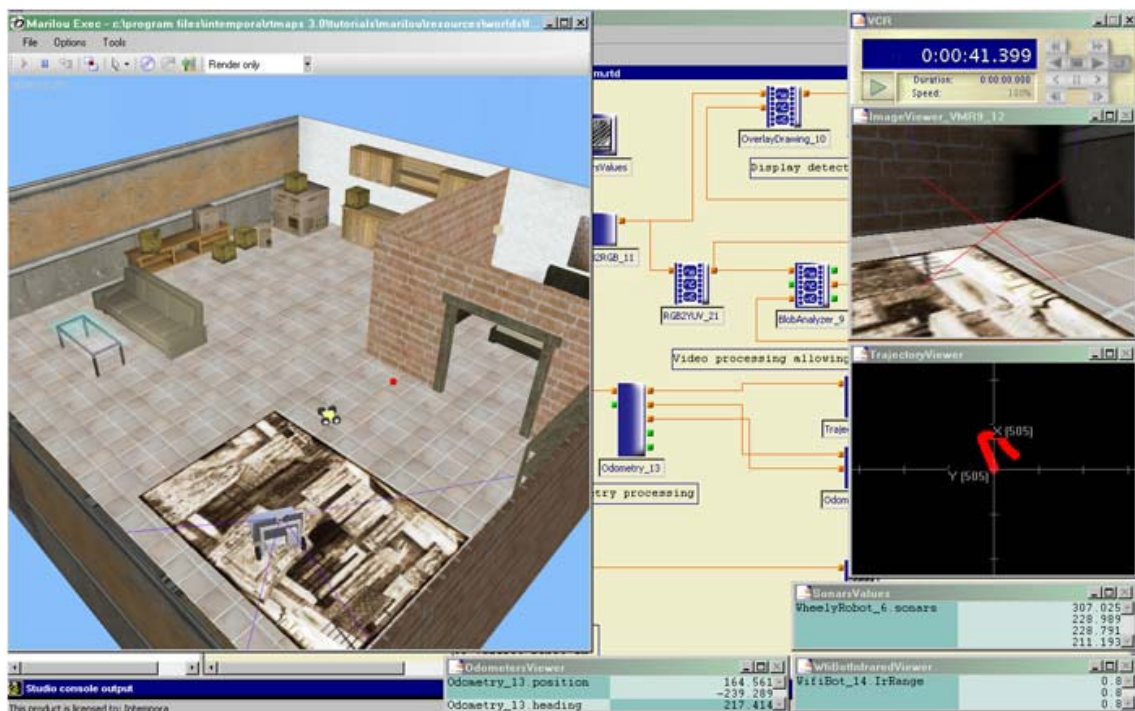 Marilou Exec - c:\program files\intempora\rtmaps 3.0\tutorials\marilou\resources\worlds\f...
File Options Tools
Render only
m.rtd
OverlayDrawing_10
rsValues
Display detect
2RGB_11
RGB2YUV_21
BlobAnalyzer_9
Video processing allowing
Traje
Odometry_13
Odom
try processing
VCR
0:00:41.399
Duration: 0:00:00.000
Speed: 100%
ImageViewer_VMR9_12
TrajectoryViewer
X (505)
Y (505)
SonarsValues
WheelyRobot_6.sonars 307.025
228.989
228.791
211.193
OdometersViewer
Odometry_13.position 164.561
-239.289
Odometry_13.heading 217.414
WifiBotInfraredViewer
WifiBot_14.IrRange 0.8
0.8
0.8
Studio console output
This product is licensed to: Intempora